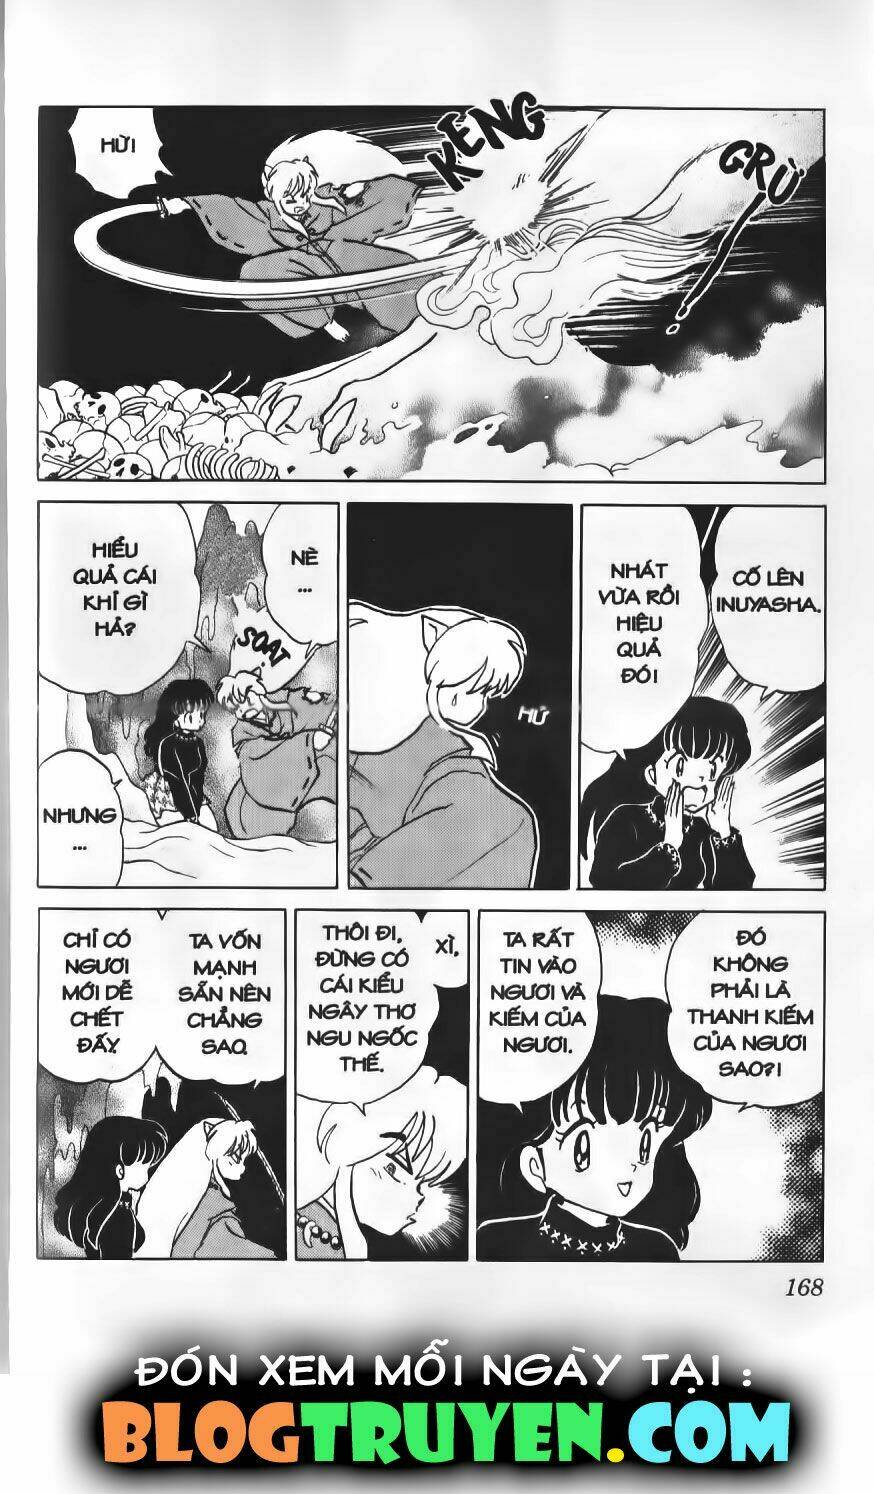 HỪ!
KÈNG
GRỪ
CỐ LÊN
INUYASHA.
NHÁT
VỪA RỒI
HIỆU
QUẢ
ĐÓ!
HỨ
NÈ
...
SOẠT
HIỂU
QUẢ CÁI
KHỈ GÌ
HẢ?
NHƯNG
...
ĐÓ
KHÔNG
PHẢI LÀ
THANH KIẾM
CỦA NGƯƠI
SAO?!
TA RẤT
TIN VÀO
NGƯƠI VÀ
KIẾM CỦA
NGƯƠI.
XÌ,
THÔI ĐI,
ĐỪNG CÓ
CÁI KIỂU
NGÂY THƠ
NGU NGỐC
THẾ.
TA VỐN
MẠNH
SẴN NÊN
CHẲNG
SAO.
CHỈ CÓ
NGƯƠI
MỚI DỄ
CHẾT
ĐẤY.
168
ĐÓN XEM MỖI NGÀY TẠI :
BLOGTRUYEN.COM